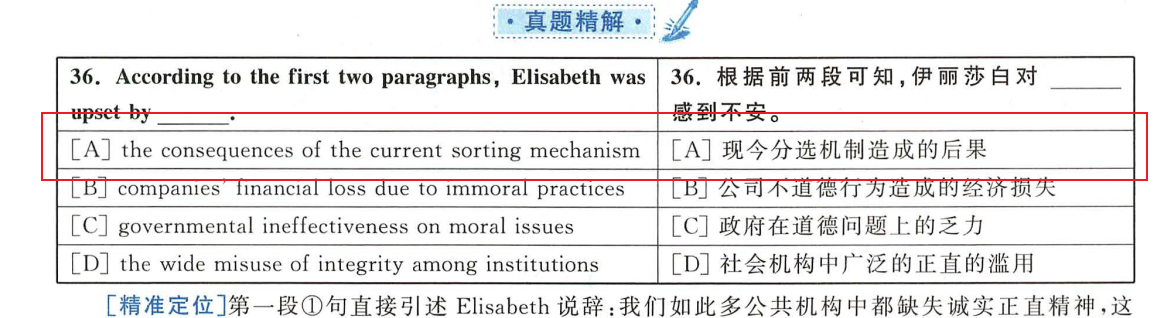 · 真题精解 ·
36. According to the first two paragraphs, Elisabeth was upset by ______.
36. 根据前两段可知,伊丽莎白对 ______ 感到不安。
[A] the consequences of the current sorting mechanism
[A] 现今分选机制造成的后果
[B] companies' financial loss due to immoral practices
[B] 公司不道德行为造成的经济损失
[C] governmental ineffectiveness on moral issues
[C] 政府在道德问题上的乏力
[D] the wide misuse of integrity among institutions
[D] 社会机构中广泛的正直的滥用
[精准定位]第一段①句直接引述 Elisabeth 说辞:我们如此多公共机构中都缺失诚实正直精神,这